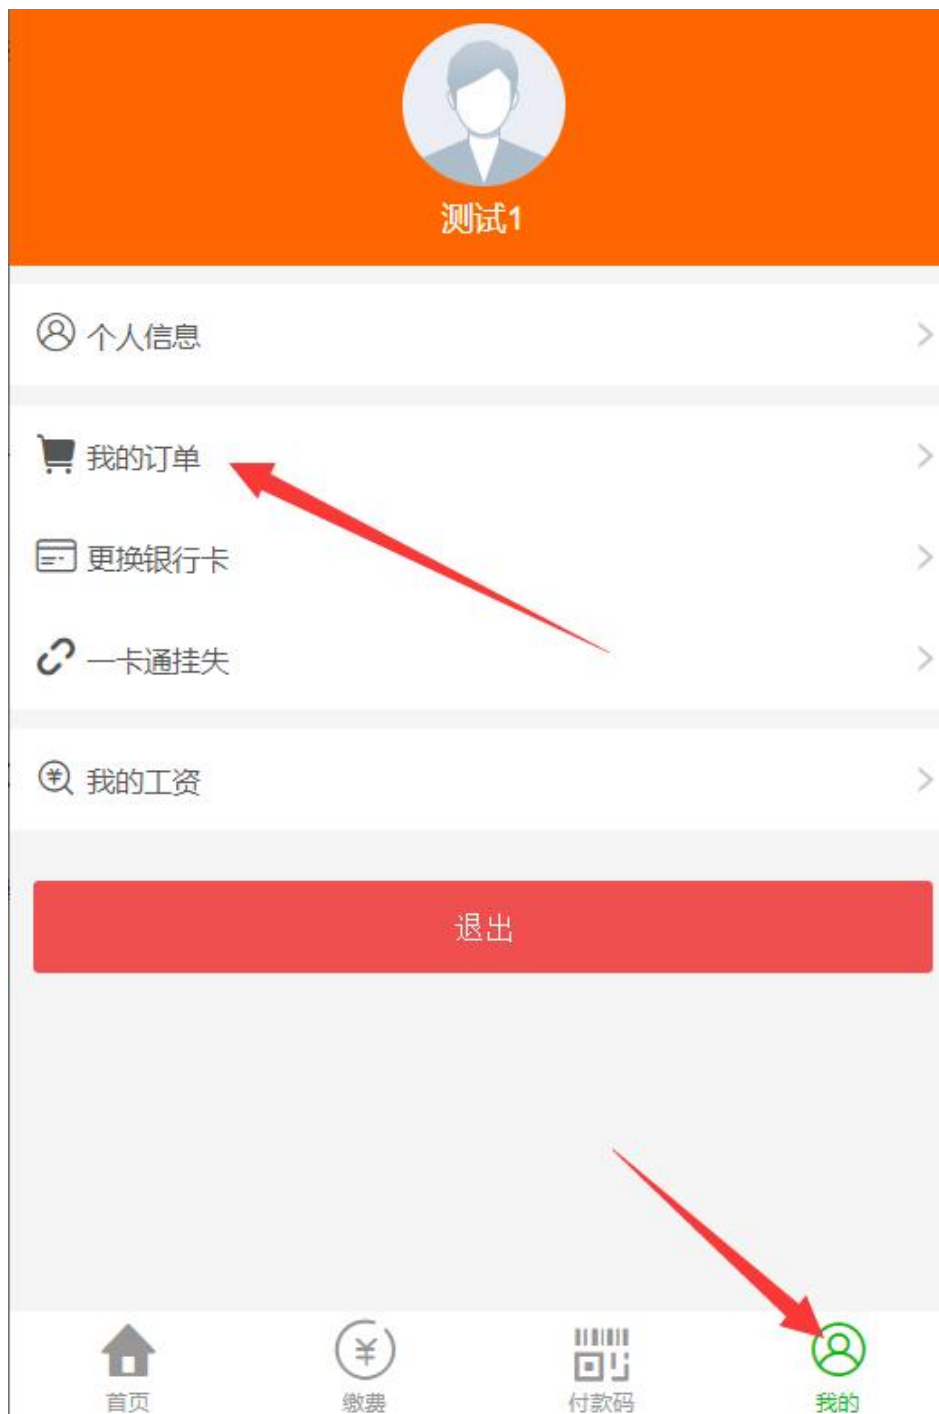 测试1
个人信息
我的订单
更换银行卡
一卡通挂失
我的工资
退出
首页
缴费
付款码
我的